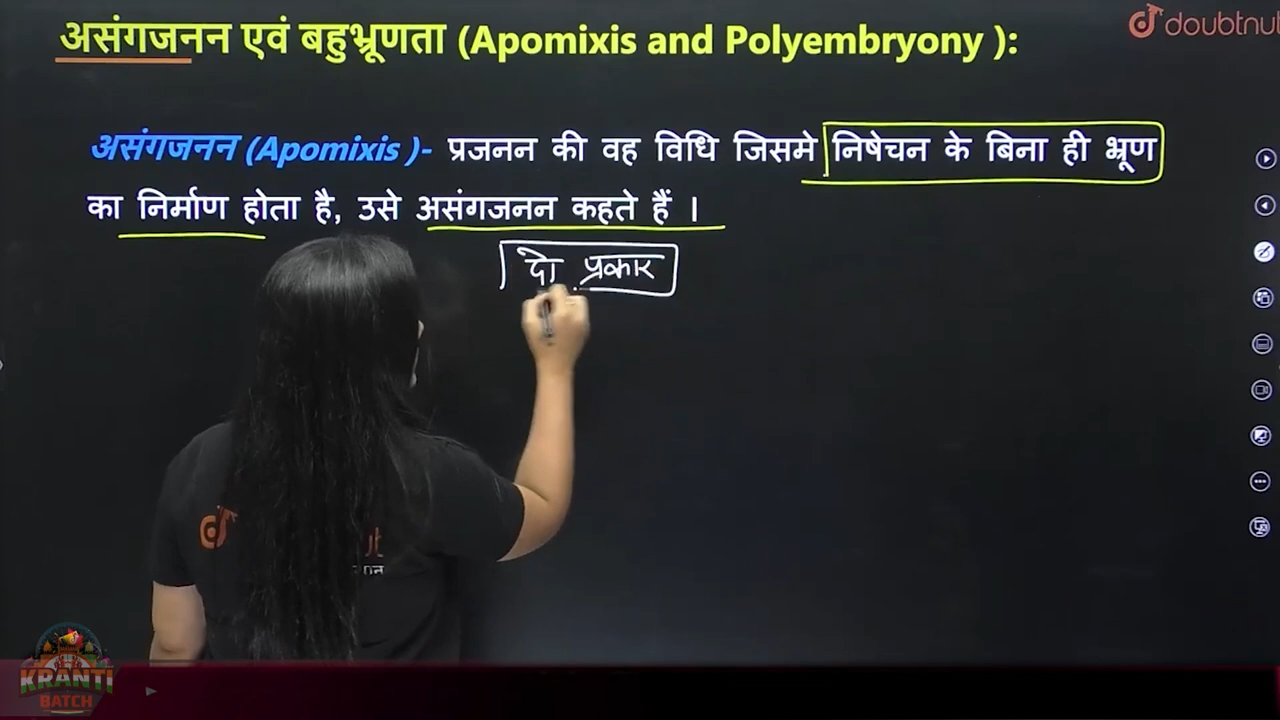 असंगजनन एवं बहुभ्रूणता (Apomixis and Polyembryony ):
doubtnut
असंगजनन (Apomixis )- प्रजनन की वह विधि जिसमे निषेचन के बिना ही भ्रूण
का निर्माण होता है, उसे असंगजनन कहते हैं ।
दो प्रकार
KRANTI
BATCH